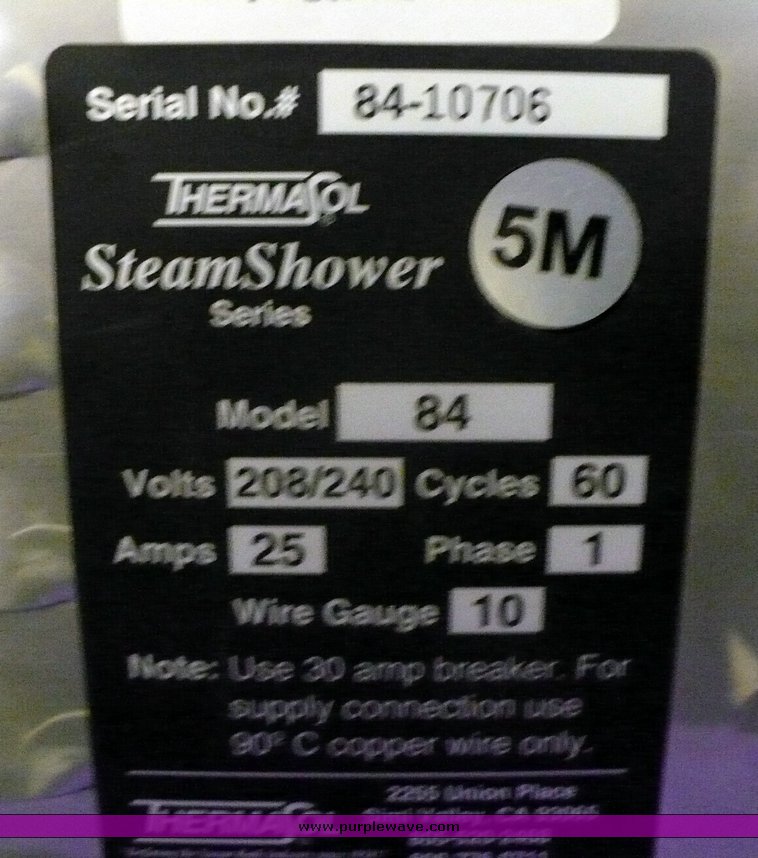 Serial No.# 84-10706
THERMASOL
®
SteamShower
5M
Series
Model 84
Volts 208/240 Cycles 60
Amps 25 Phase 1
Wire Gauge 10
Note: Use 30 amp breaker. For
supply connection use
90° C copper wire only.
2255 Union Place
THERMASOL
www.purplewave.com